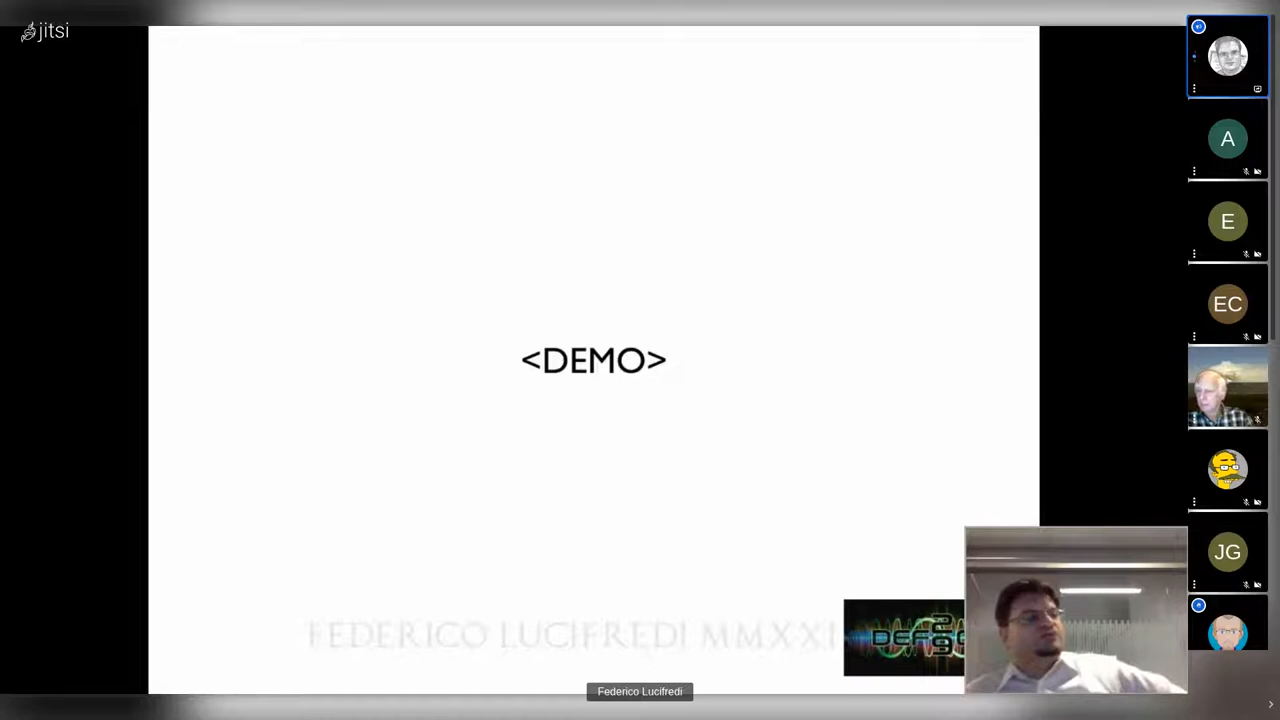 jitsi
A
E
EC
<DEMO>
JG
FEDERICO LUCIFREDI MMXXI
Federico Lucifredi